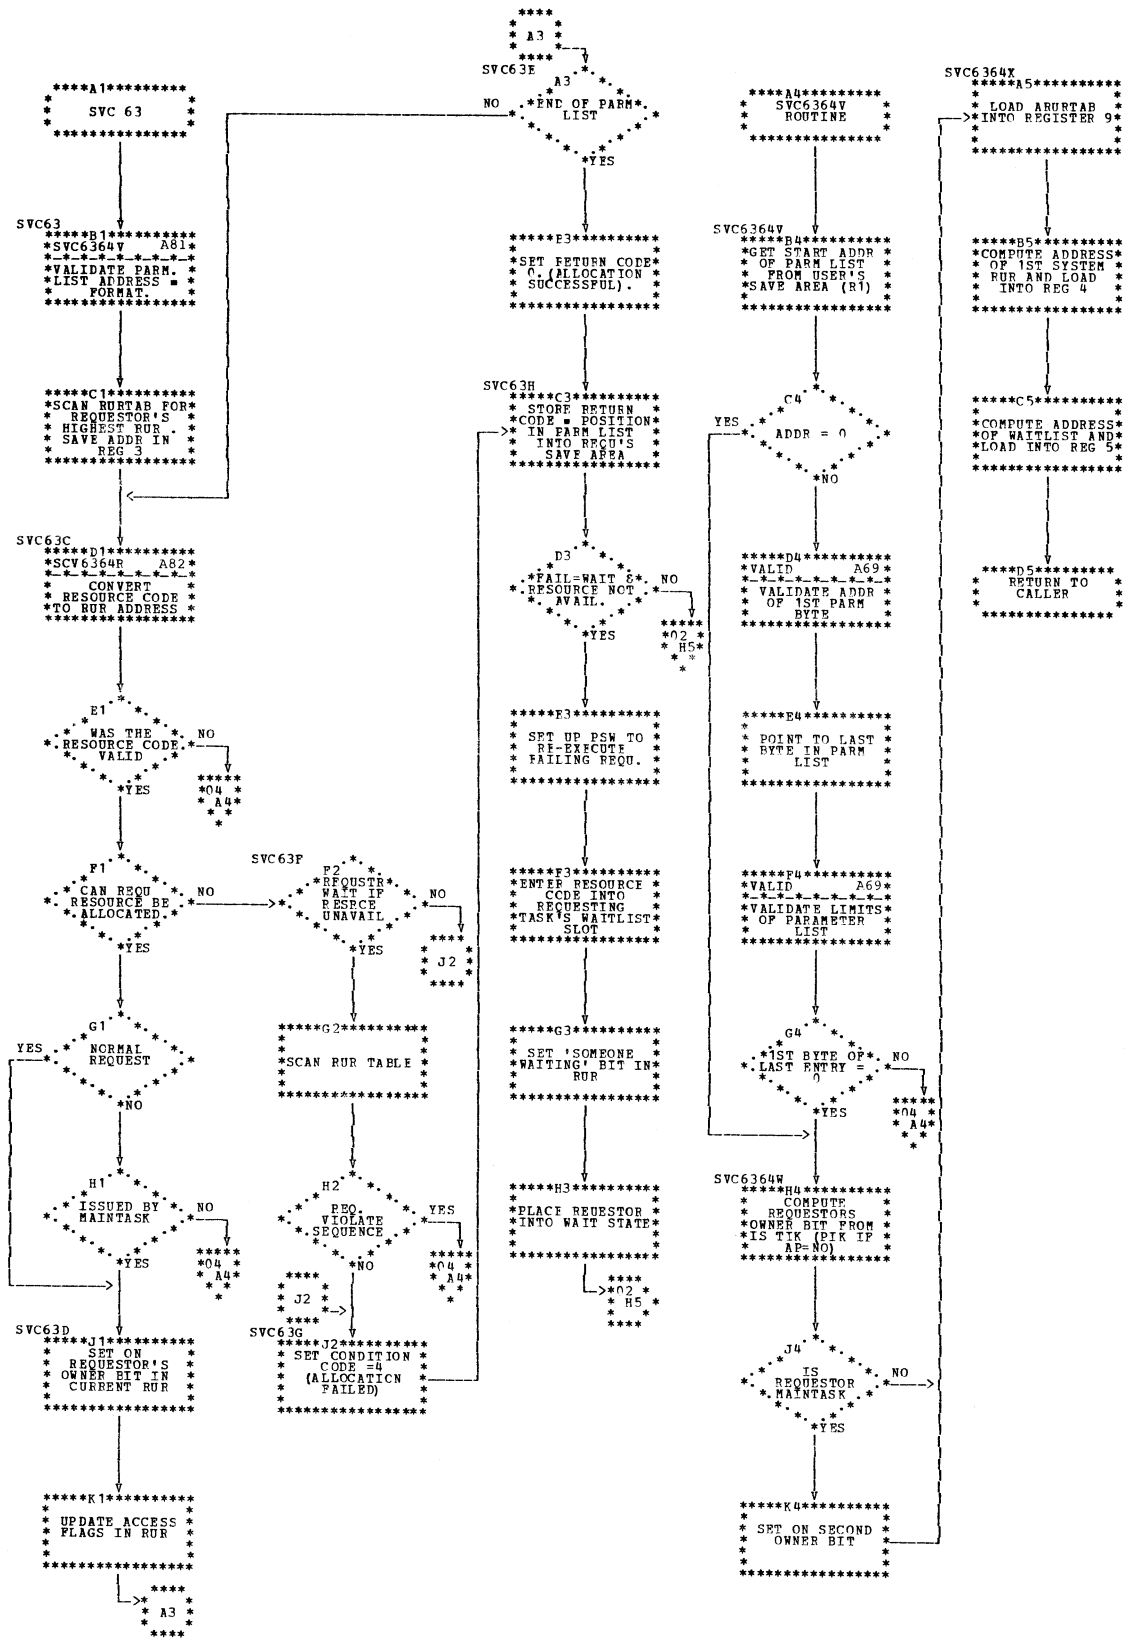 A3
SVC63E
A3
*END OF PARM*
LIST
NO
YES
*****A1*********
SVC 63
SVC63
*****B1*********
*SVC6364V A81*
*-*-*-*-*-*-*-*-*
*VALIDATE PARM. *
LIST ADDRESS =
FORMAT.
*****C1*********
*SCAN RURTAB FOR*
REQUESTOR'S
HIGHEST RUR .
SAVE ADDR IN
REG 3
SVC63C
*****D1*********
*SCV6364R A82*
*-*-*-*-*-*-*-*-*
CONVERT
RESOURCE CODE
*TO RUR ADDRESS *
E1
WAS THE
RESOURCE CODE
VALID
NO
*04
A4*
YES
F1
CAN REQU
RESOURCE BE
ALLOCATED.
NO
YES
G1
NORMAL
REQUEST
YES
NO
H1
ISSUED BY
MAINTASK
NO
*04
A4*
YES
SVC63D
*****J1*********
SET ON
REQUESTOR'S
OWNER BIT IN
CURRENT RUR
*****K1*********
UPDATE ACCESS
FLAGS IN RUR
A3
SVC63F
F2
*RFQUSTR*
WAIT IF
RESRCE
UNAVAIL
NO
J2
YES
*****G2*********
*SCAN RUR TABLE *
H2
REQ.
VIOLATE
SEQUENCE
YES
*04
A4*
NO
J2
SVC63G
*****J2*********
SET CONDITION
CODE =4
(ALLOCATION
FAILED)
*SET RETURN CODE*
0.(ALLOCATION
SUCCESSFUL).
SVC63H
*****C3*********
STORE RETURN
CODE = POSITION
IN PARM LIST
INTO REQU'S
SAVE AREA
D3
*FAIL=WAIT &*
RESOURCE NOT
AVAIL.
NO
*02
H5*
YES
*****E3*********
SET UP PSW TO
RE-EXECUTE
FAILING REQU.
*****F3*********
*ENTER RESOURCE *
CODE INTO
REQUESTING
*TASK'S WAITLIST*
SLOT
*****G3*********
SET 'SOMEONE
*WAITING' BIT IN*
RUR
*****H3*********
*PLACE REUESTOR *
*INTO WAIT STATE*
*02
H5
*****A4*********
SVC6364V
ROUTINE
SVC6364V
*****B4*********
*GET START ADDR *
OF PARM LIST
FROM USER'S
*SAVE AREA (R1) *
C4
ADDR = 0
YES
NO
*****D4*********
*VALID A69*
*-*-*-*-*-*-*-*-*
VALIDATE ADDR
OF 1ST PARM
BYTE
*****E4*********
POINT TO LAST
BYTE IN PARM
LIST
*****F4*********
*VALID A69*
*-*-*-*-*-*-*-*-*
*VALIDATE LIMITS*
OF PARAMETER
LIST
G4
*1ST BYTE OF*
LAST ENTRY =
0
NO
*04
A4*
YES
SVC6364W
*****H4*********
COMPUTE
REQUESTORS
*OWNER BIT FROM *
*IS TIK (PIK IF *
AP=NO)
J4
IS
REQUESTOR
MAINTASK
NO
YES
*****K4*********
SET ON SECOND
OWNER BIT
SVC6364X
*****A5*********
LOAD ARURTAB
INTO REGISTER 9
*****B5*********
*COMPUTE ADDRESS*
OF 1ST SYSTEM
RUR AND LOAD
INTO REG 4
*****C5*********
*COMPUTE ADDRESS*
*OF WAITLIST AND*
*LOAD INTO REG 5*
*****D5*********
RETURN TO
CALLER